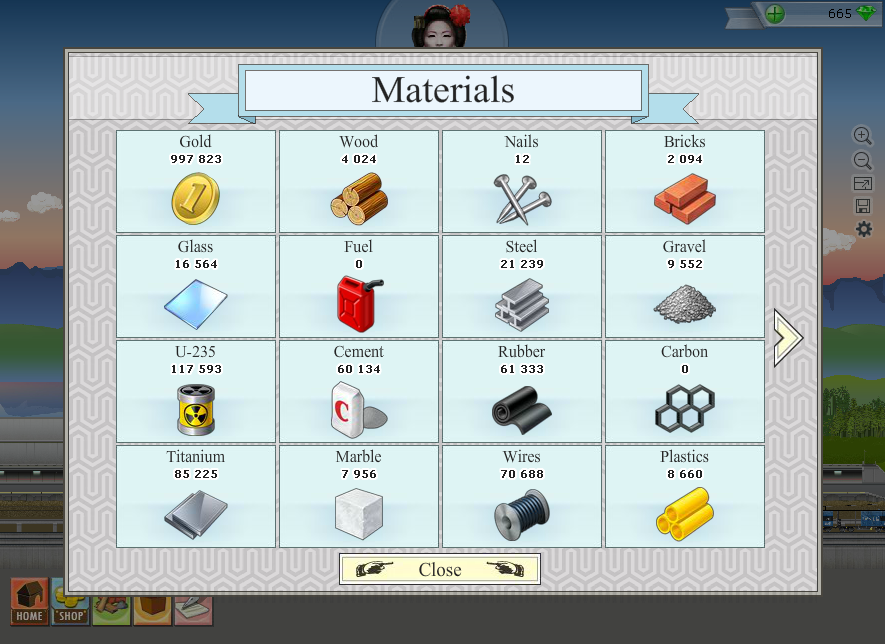 665
Materials
Gold
997 823
Wood
4 024
Nails
12
Bricks
2 094
Glass
16 564
Fuel
0
Steel
21 239
Gravel
9 552
U-235
117 593
Cement
60 134
C
Rubber
61 333
Carbon
0
Titanium
85 225
Marble
7 956
Wires
70 688
Plastics
8 660
1
Close
HOME
SHOP